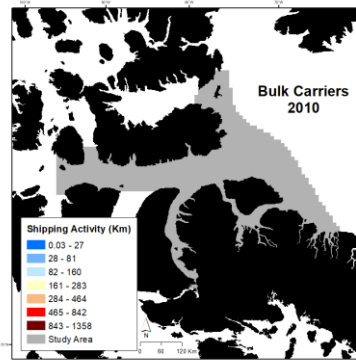 Bulk Carriers
2010
Shipping Activity (Km)
0.03 - 27
28 - 81
82 - 160
161 - 283
284 - 464
465 - 842
843 - 1358
Study Area
N
0 60 120 Km